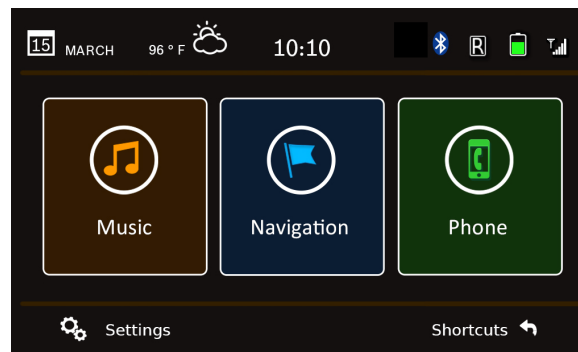 15 MARCH 96 ° F 10:10 R T
Music Navigation Phone
Settings Shortcuts